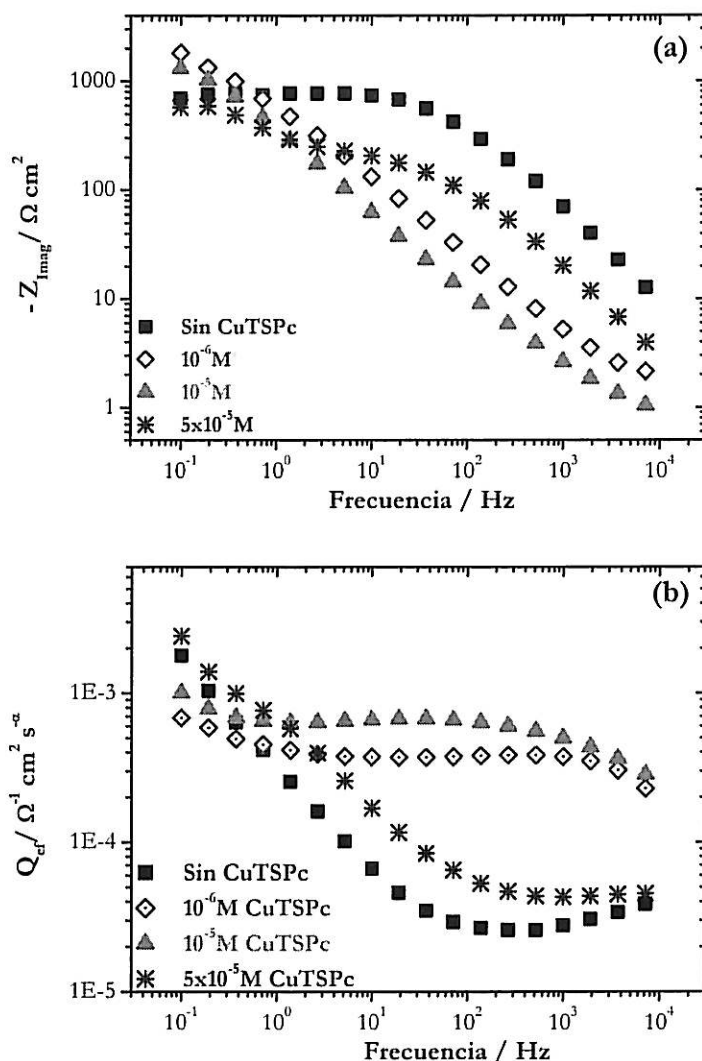 (a)
1000
100
10
1
- Z_Imag/ Ω cm²
Sin CuTSPc
10⁻⁶M
10⁻⁵M
5x10⁻⁵M
10⁻¹ 10⁰ 10¹ 10² 10³ 10⁴
Frecuencia / Hz
(b)
1E-3
1E-4
1E-5
Q_ef/ Ω⁻¹ cm² s⁻ᵅ
Sin CuTSPc
10⁻⁶M CuTSPc
10⁻⁵M CuTSPc
5x10⁻⁵M CuTSPc
10⁻¹ 10⁰ 10¹ 10² 10³ 10⁴
Frecuencia / Hz